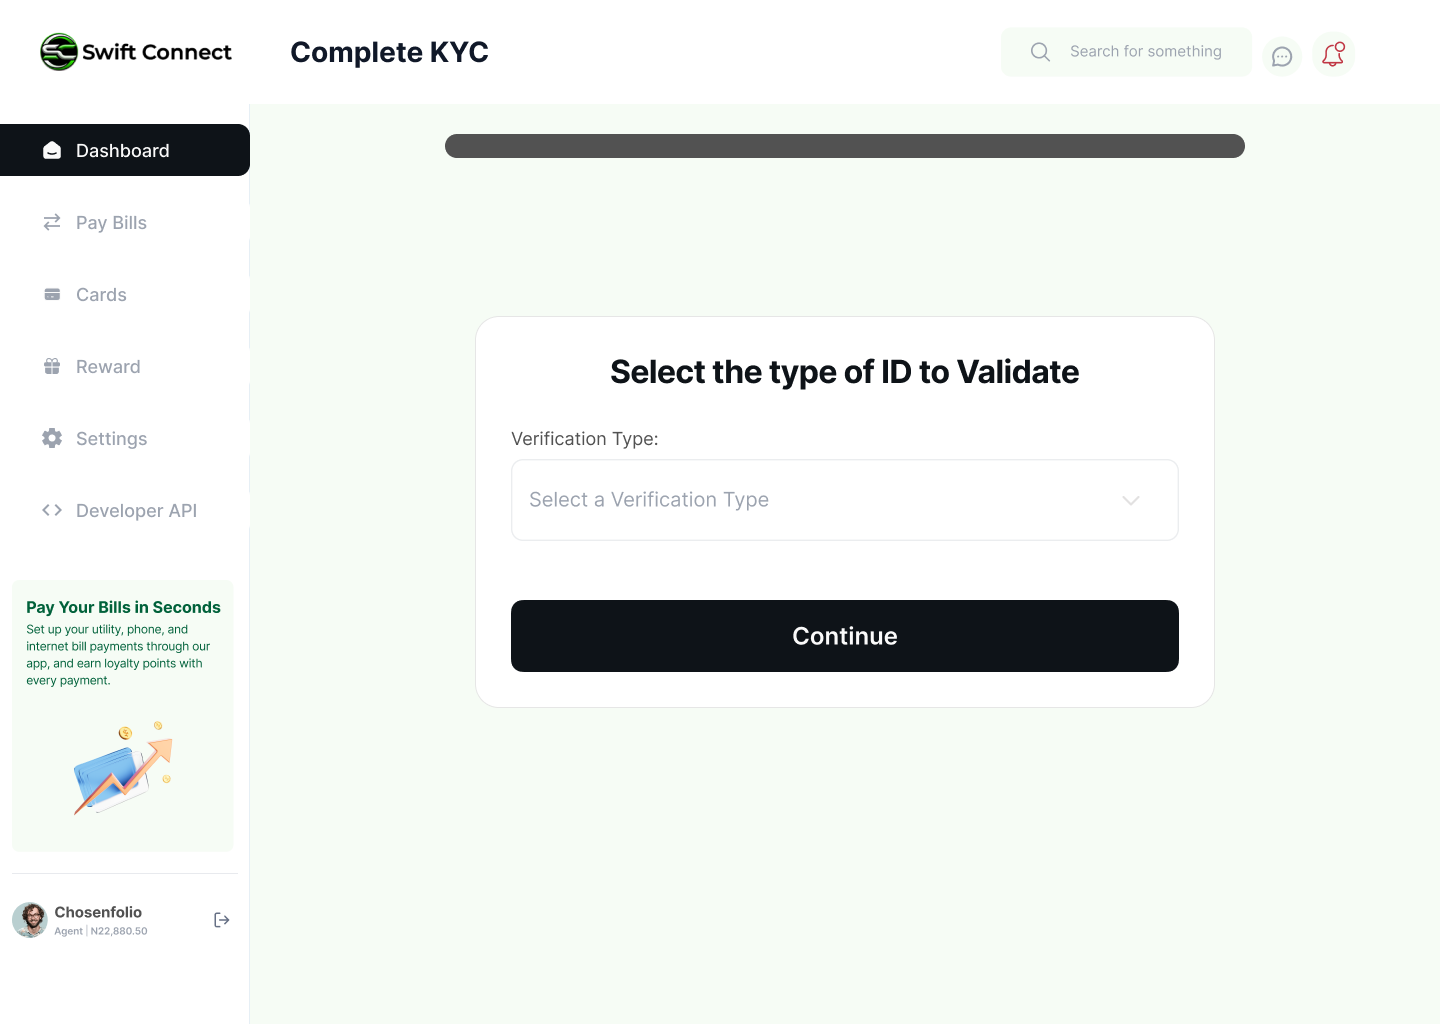 Swift Connect
Complete KYC
Search for something
Dashboard
Pay Bills
Cards
Reward
Settings
Developer API
Pay Your Bills in Seconds
Set up your utility, phone, and
internet bill payments through our
app, and earn loyalty points with
every payment.
Chosenfolio
Agent | N22,880.50
Select the type of ID to Validate
Verification Type:
Select a Verification Type
Continue